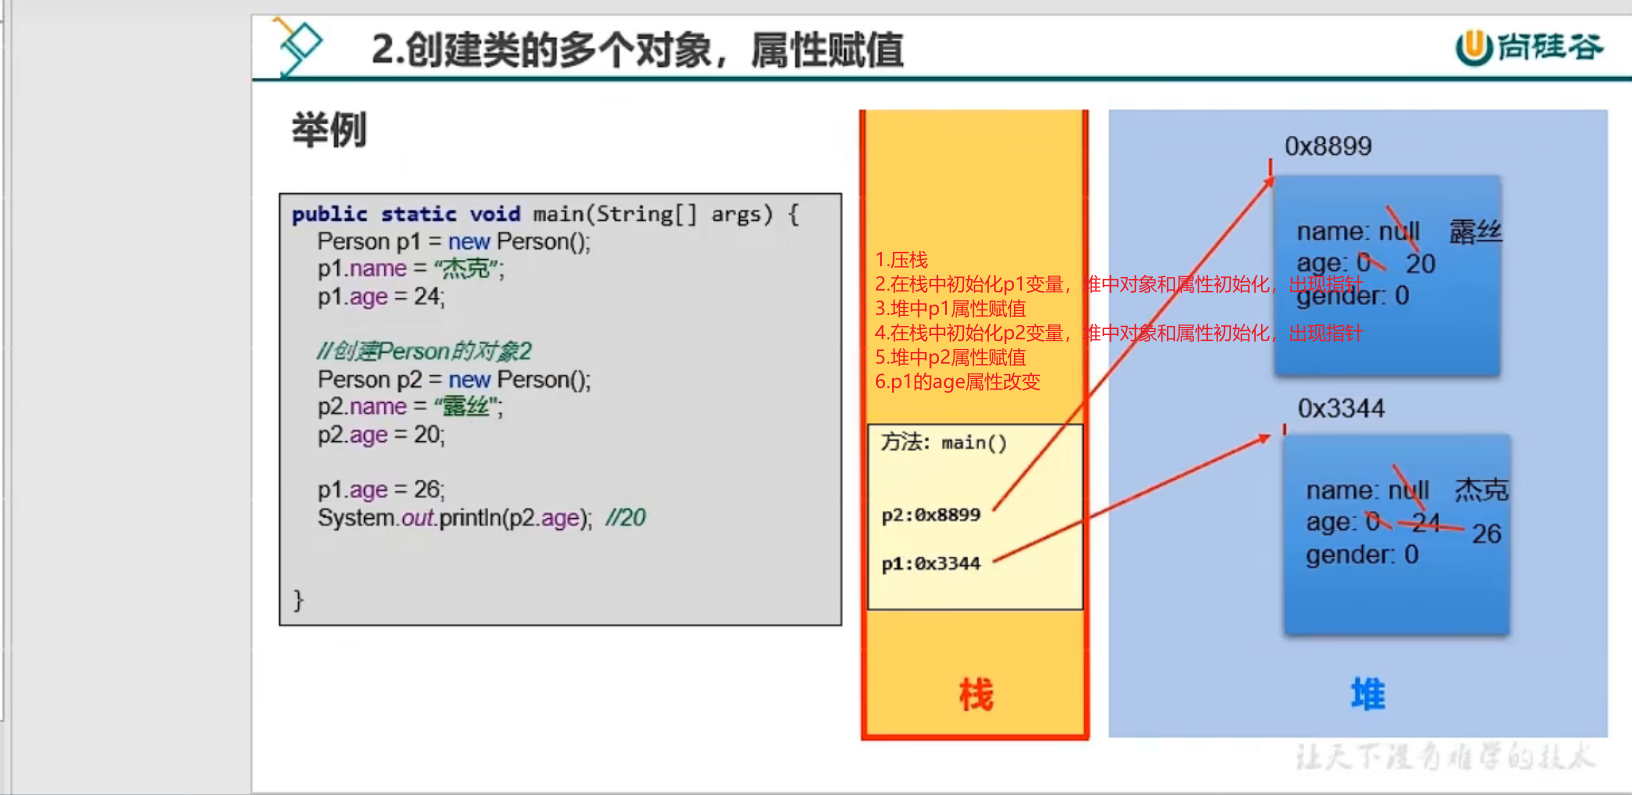 2.创建类的多个对象，属性赋值
尚硅谷
举例
public static void main(String[] args) {
Person p1 = new Person();
p1.name = “杰克”;
p1.age = 24;
//创建Person的对象2
Person p2 = new Person();
p2.name = “露丝”;
p2.age = 20;
p1.age = 26;
System.out.println(p2.age); //20
}
1.压栈
2.在栈中初始化p1变量，堆中对象和属性初始化，出现指针
3.堆中p1属性赋值
4.在栈中初始化p2变量，堆中对象和属性初始化，出现指针
5.堆中p2属性赋值
6.p1的age属性改变
方法: main()
p2:0x8899
p1:0x3344
栈
0x8899
name: null 露丝
age: 0 20
gender: 0
0x3344
name: null 杰克
age: 0 24 26
gender: 0
堆
让天下没有难学的技术